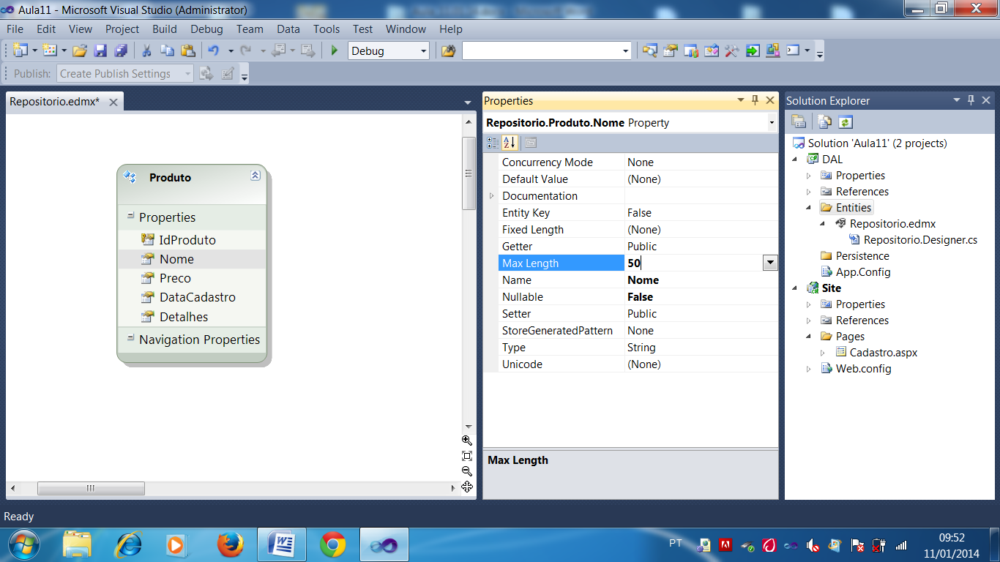 Aula11 - Microsoft Visual Studio (Administrator)
File Edit View Project Build Debug Team Data Tools Test Window Help
Debug
Publish: Create Publish Settings
Repositorio.edmx*
Produto
Properties
IdProduto
Nome
Preco
DataCadastro
Detalhes
Navigation Properties
Properties
Repositorio.Produto.Nome Property
Concurrency Mode None
Default Value (None)
Documentation
Entity Key False
Fixed Length (None)
Getter Public
Max Length 50
Name Nome
Nullable False
Setter Public
StoreGeneratedPattern None
Type String
Unicode (None)
Max Length
Solution Explorer
Solution 'Aula11' (2 projects)
DAL
Properties
References
Entities
Repositorio.edmx
Repositorio.Designer.cs
Persistence
App.Config
Site
Properties
References
Pages
Cadastro.aspx
Web.config
Ready
PT
09:52
11/01/2014